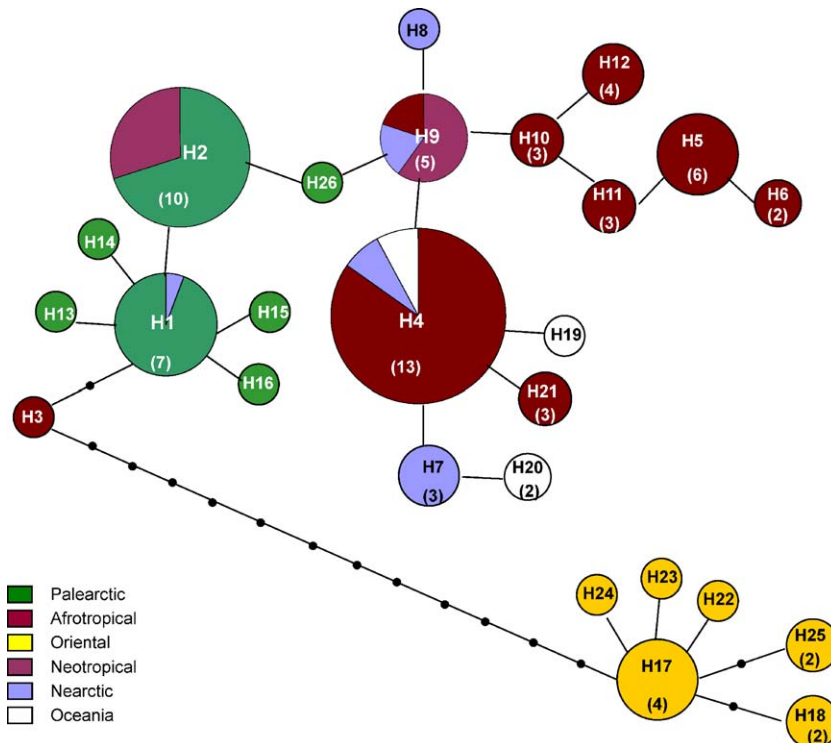 H8
H12
(4)
H2
(10)
H9
(5)
H10
(3)
H5
(6)
H26
H11
(3)
H6
(2)
H14
H13
H1
(7)
H15
H16
H4
(13)
H19
H3
H21
(3)
H7
(3)
H20
(2)
H24
H23
H22
H25
(2)
H17
(4)
H18
(2)
Palearctic
Afrotropical
Oriental
Neotropical
Nearctic
Oceania